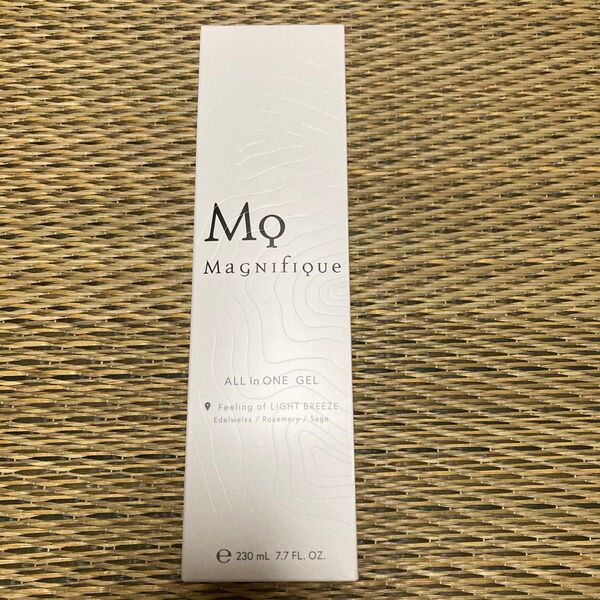 Mq
Magnifique
ALL in ONE GEL
Feeling of LIGHT BREEZE
Edelweiss / Rosemary / Sage
℮ 230 mL 7.7 FL. OZ.